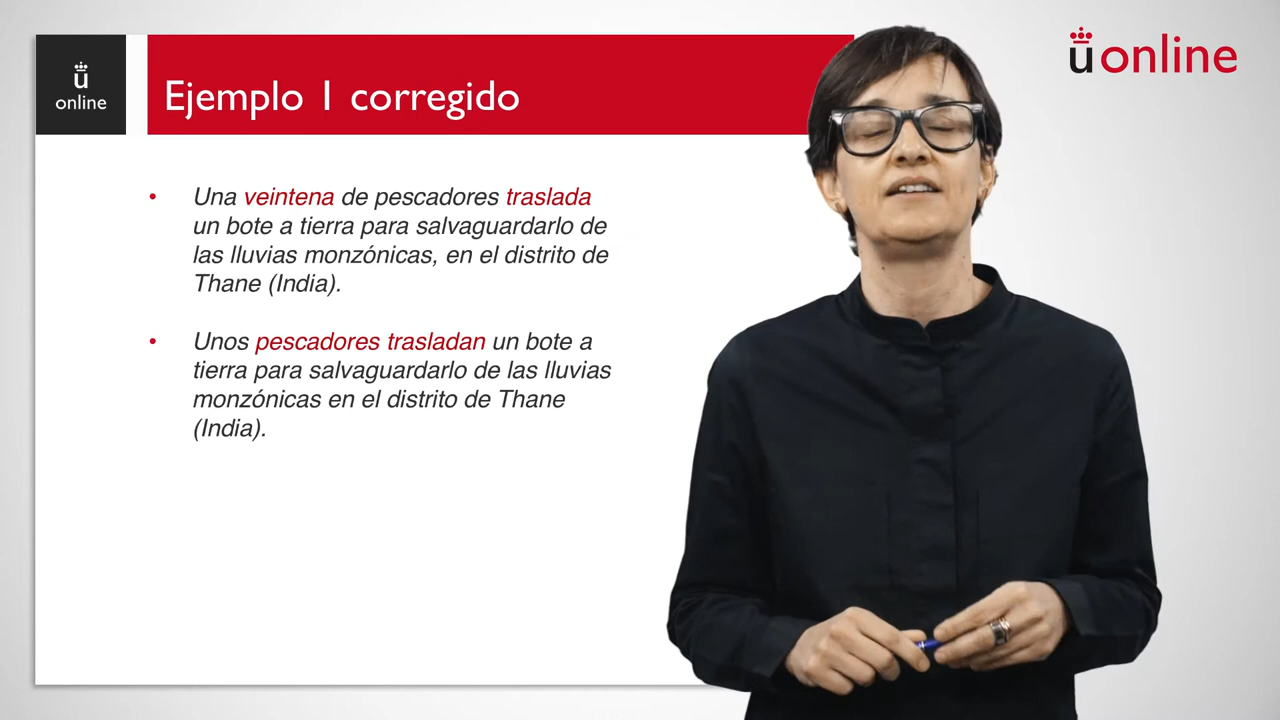 ü online
ü
online
Ejemplo 1 corregido
• Una veintena de pescadores traslada
un bote a tierra para salvaguardarlo de
las lluvias monzónicas, en el distrito de
Thane (India).
• Unos pescadores trasladan un bote a
tierra para salvaguardarlo de las lluvias
monzónicas en el distrito de Thane
(India).